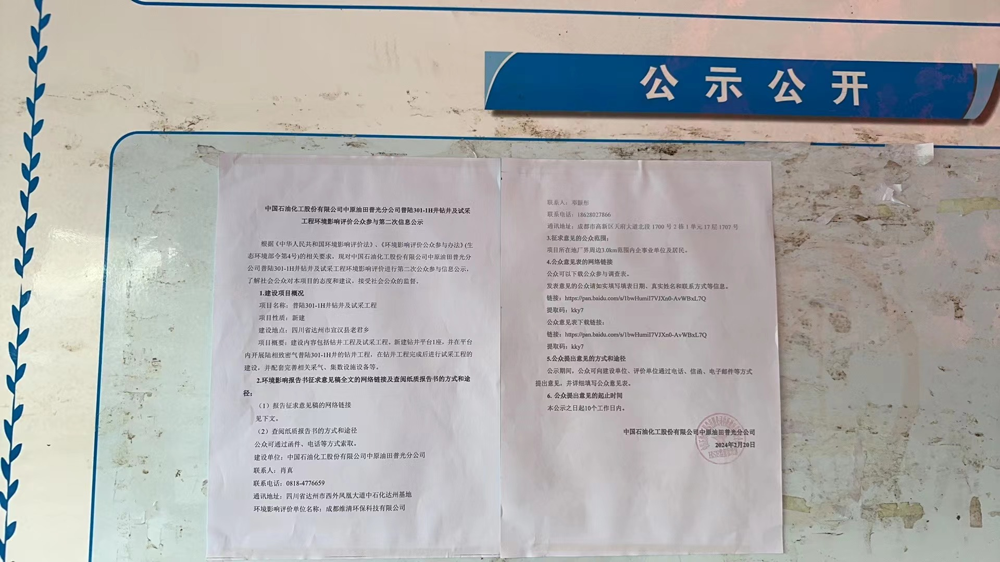 公示公开
中国石油化工股份有限公司中原油田普光分公司普陆301-1H井钻井及试采
工程环境影响评价公众参与第二次信息公示
根据《中华人民共和国环境影响评价法》、《环境影响评价公众参与办法》(生
态环境部令第4号)的相关要求，现对中国石油化工股份有限公司中原油田普光分
公司普陆301-1H井钻井及试采工程环境影响评价进行第二次公众参与信息公示，
了解社会公众对本项目的态度和建议，接受社会公众的监督。
1.建设项目概况
项目名称：普陆301-1H井钻井及试采工程
项目性质：新建
建设地点：四川省达州市宣汉县老君乡
项目概要：建设内容包括钻井工程及试采工程。新建钻井平台1座，并在平台
内开展陆相致密气普陆301-1H井的钻井工程，在钻井工程完成后进行试采工程的
建设，并配套完善相关采气、集数设施设备等。
2.环境影响报告书征求意见稿全文的网络链接及查阅纸质报告书的方式和途
径；
（1）报告征求意见稿的网络链接
见下文。
（2）查阅纸质报告书的方式和途径
公众可通过函件、电话等方式索取。
建设单位：中国石油化工股份有限公司中原油田普光分公司
联系人：肖真
联系电话：0818-4776659
通讯地址：四川省达州市西外凤凰大道中石化达州基地
环境影响评价单位名称：成都维清环保科技有限公司
联系人：邓颢彤
联系电话：18628027866
通讯地址：成都市高新区天府大道北段 1700 号 2 栋 1 单元 17 层 1707 号
3.征求意见的公众范围；
项目所在地厂界周边3.0km范围内企事业单位及居民。
4.公众意见表的网络链接
公众可以下载公众参与调查表。
发表意见的公众请如实填写填表日期、真实姓名和联系方式等信息。
链接：https://pan.baidu.com/s/1bwHumiI7VJXn0-AvWBxL7Q
提取码：kky7
公众意见表下载链接：
链接：https://pan.baidu.com/s/1bwHumiI7VJXn0-AvWBxL7Q
提取码：kky7
5.公众提出意见的方式和途径
公示期间，公众可向建设单位、评价单位通过电话、信函、电子邮件等方式
提出意见，并详细填写公众意见表。
6. 公众提出意见的起止时间
本公示之日起10个工作日内。
中国石油化工股份有限公司中原油田普光分公司
2024年2月20日